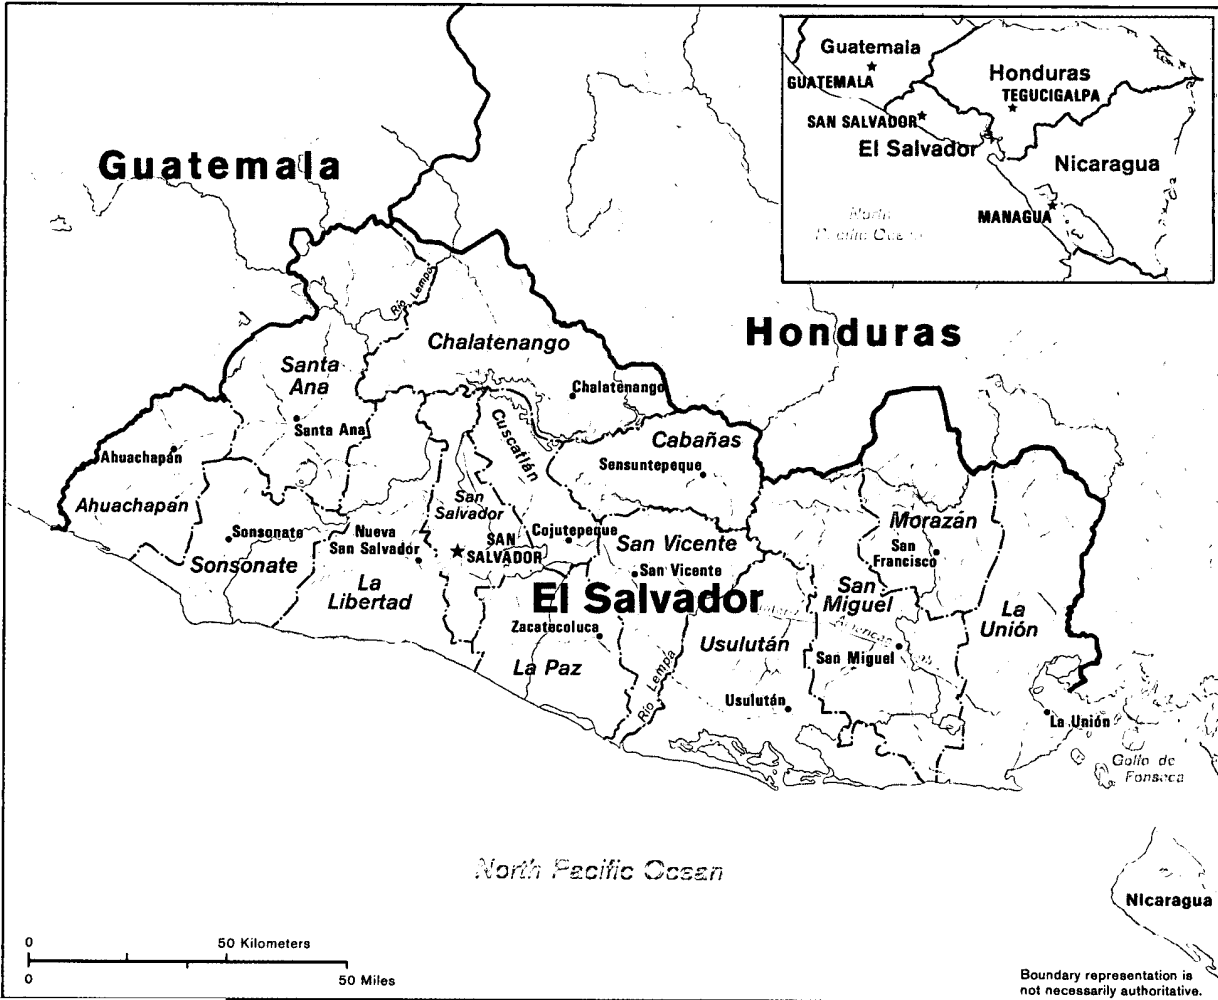 Guatemala
GUATEMALA
Honduras
TEGUCIGALPA
SAN SALVADOR
El Salvador
Nicaragua
MANAGUA
North
Pacific Ocean
Guatemala
Honduras
Río Lempa
Chalatenango
Santa
Ana
Chalatenango
Santa Ana
Cuscatlán
Cabañas
Ahuachapán
Sensuntepeque
Ahuachapán
San
Salvador
Morazán
Sonsonate
Nueva
San Salvador
SAN
SALVADOR
Cojutepeque
San Vicente
San
Francisco
Sonsonate
San Vicente
La
Libertad
El Salvador
San
Miguel
La
Unión
Zacatecoluca
Usulután
San Miguel
La Paz
Río Lempa
Usulután
La Unión
Golfo de
Fonseca
North Pacific Ocean
Nicaragua
0 50 Kilometers
0 50 Miles
Boundary representation is
not necessarily authoritative.